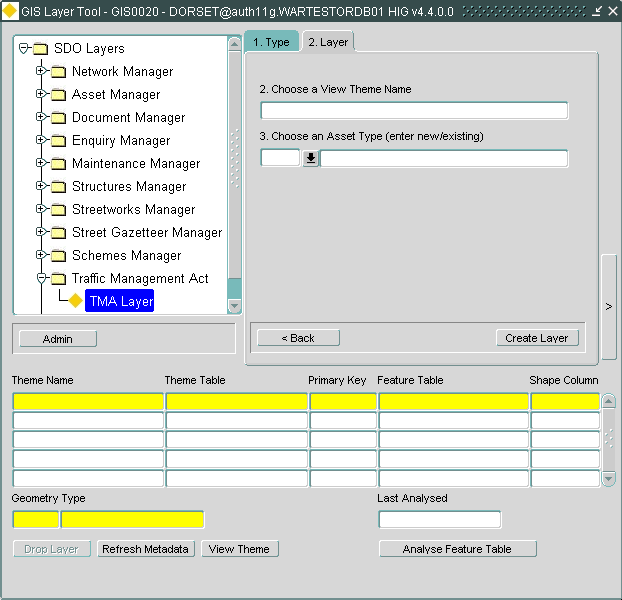 GIS Layer Tool - GIS0020 - DORSET@auth11g.WARTESTORDB01 HIG v4.4.0.0
SDO Layers
Network Manager
Asset Manager
Document Manager
Enquiry Manager
Maintenance Manager
Structures Manager
Streetworks Manager
Street Gazetteer Manager
Schemes Manager
Traffic Management Act
TMA Layer
Admin
1. Type
2. Layer
2. Choose a View Theme Name
3. Choose an Asset Type (enter new/existing)
< Back
Create Layer
>
Theme Name Theme Table Primary Key Feature Table Shape Column
Geometry Type Last Analysed
Drop Layer Refresh Metadata View Theme Analyse Feature Table